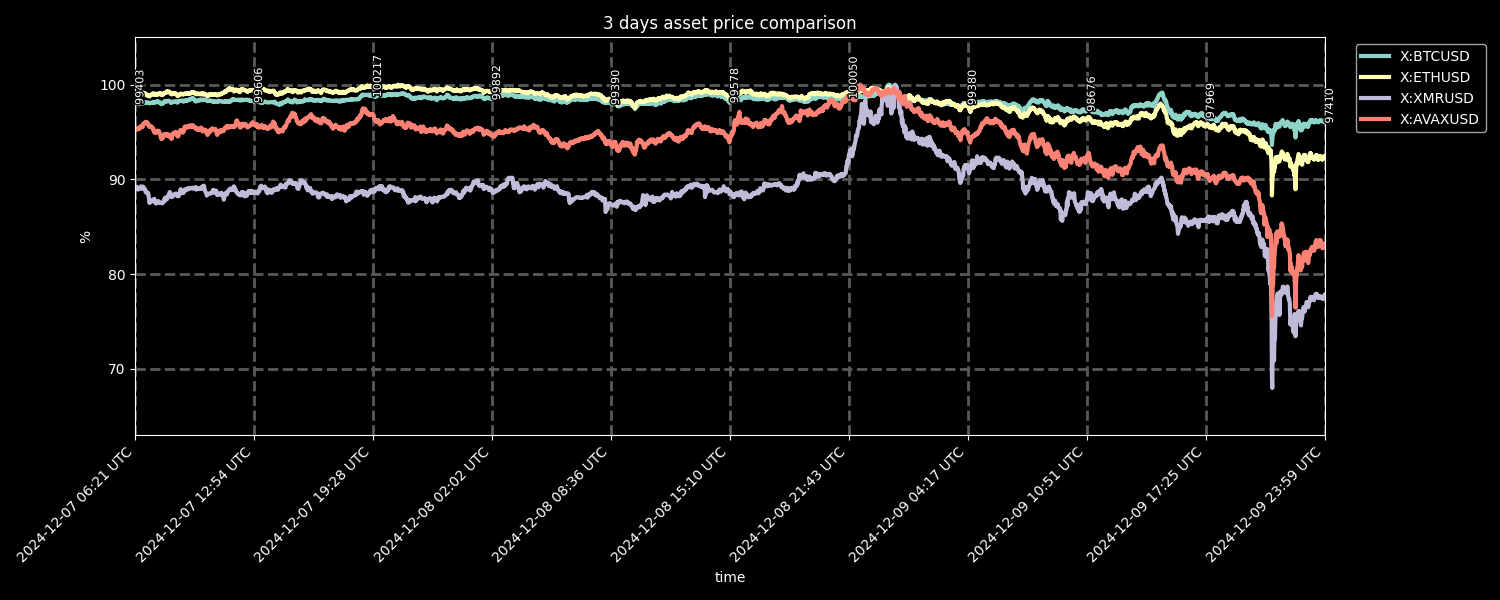 3 days asset price comparison
X:BTCUSD
X:ETHUSD
X:XMRUSD
X:AVAXUSD
100
90
80
70
%
99403
99606
100217
99892
99390
99578
100050
99380
98676
97969
97410
2024-12-07 06:21 UTC
2024-12-07 12:54 UTC
2024-12-07 19:28 UTC
2024-12-08 02:02 UTC
2024-12-08 08:36 UTC
2024-12-08 15:10 UTC
2024-12-08 21:43 UTC
2024-12-09 04:17 UTC
2024-12-09 10:51 UTC
2024-12-09 17:25 UTC
2024-12-09 23:59 UTC
time